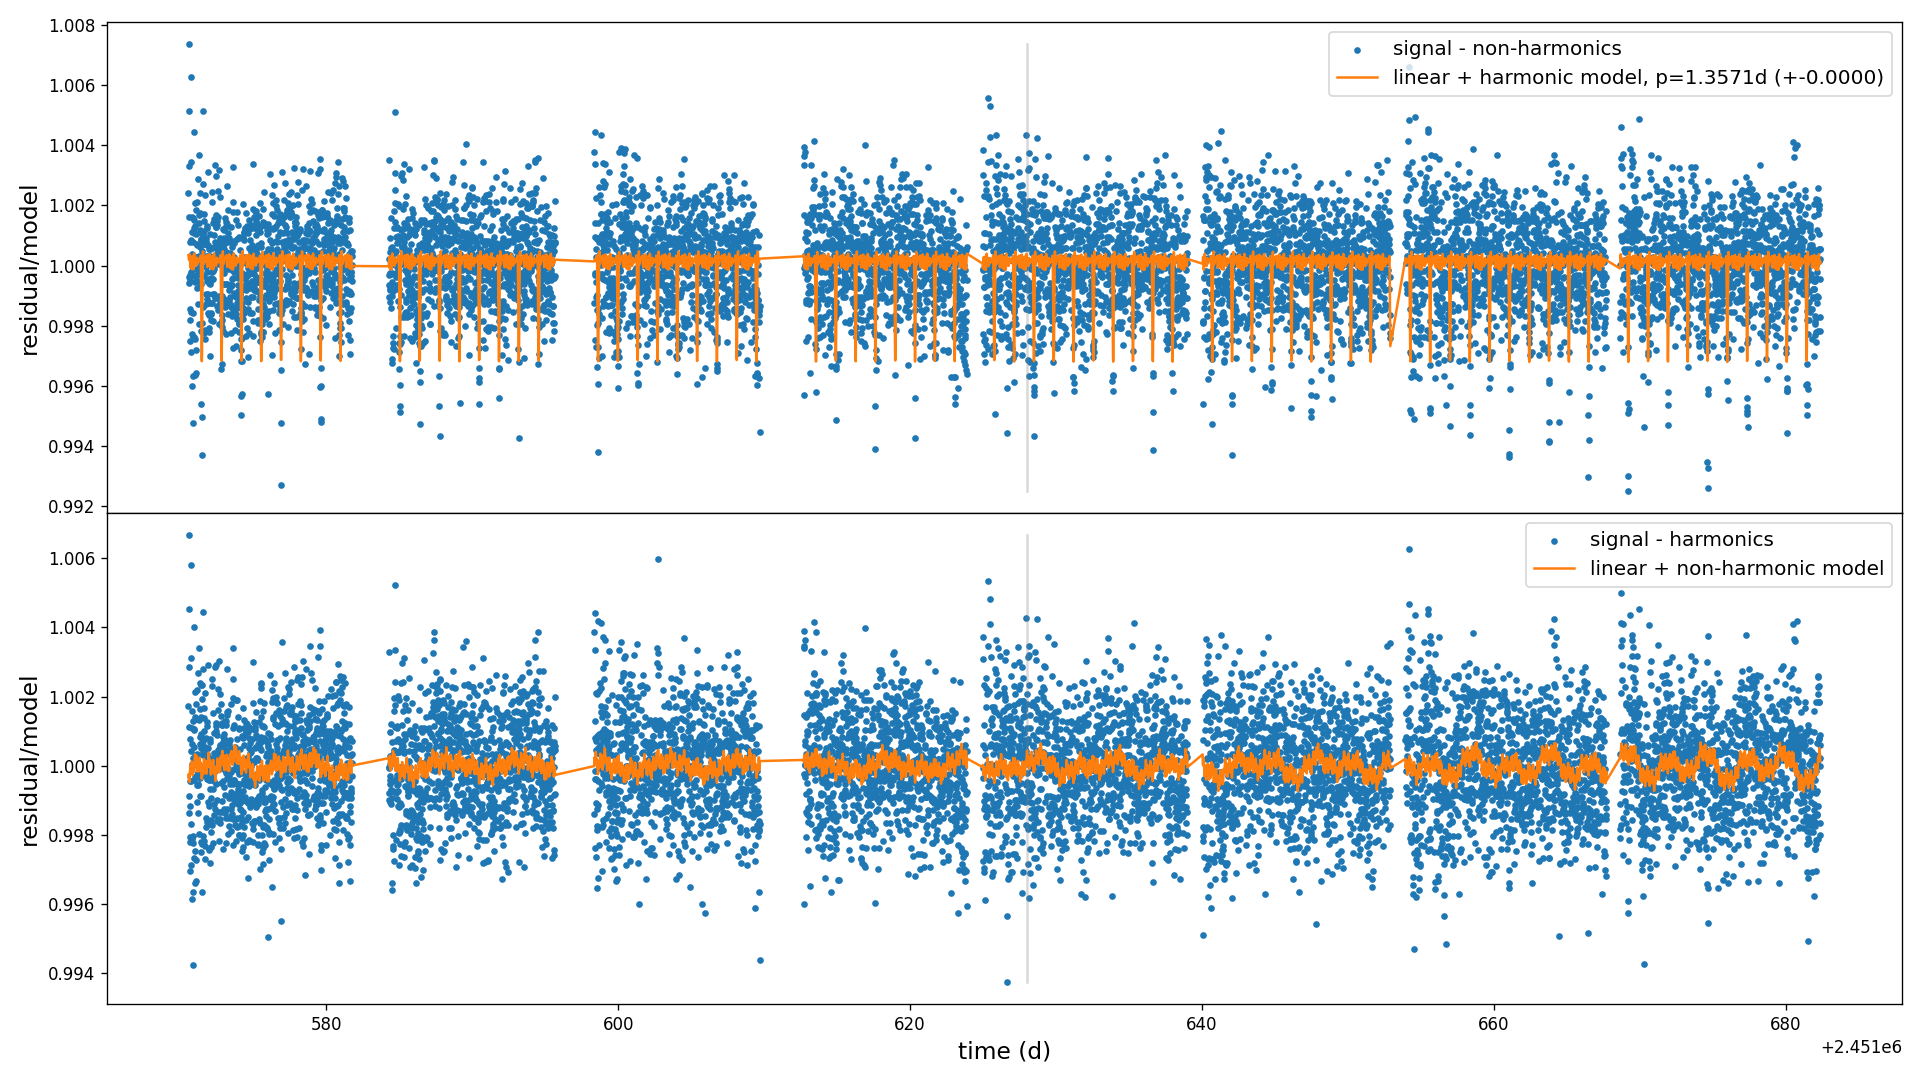 1.008
1.006
1.004
1.002
1.000
0.998
0.996
0.994
0.992
residual/model
signal - non-harmonics
linear + harmonic model, p=1.3571d (+-0.0000)
1.006
1.004
1.002
1.000
0.998
0.996
0.994
residual/model
signal - harmonics
linear + non-harmonic model
580 600 620 640 660 680
+2.451e6
time (d)